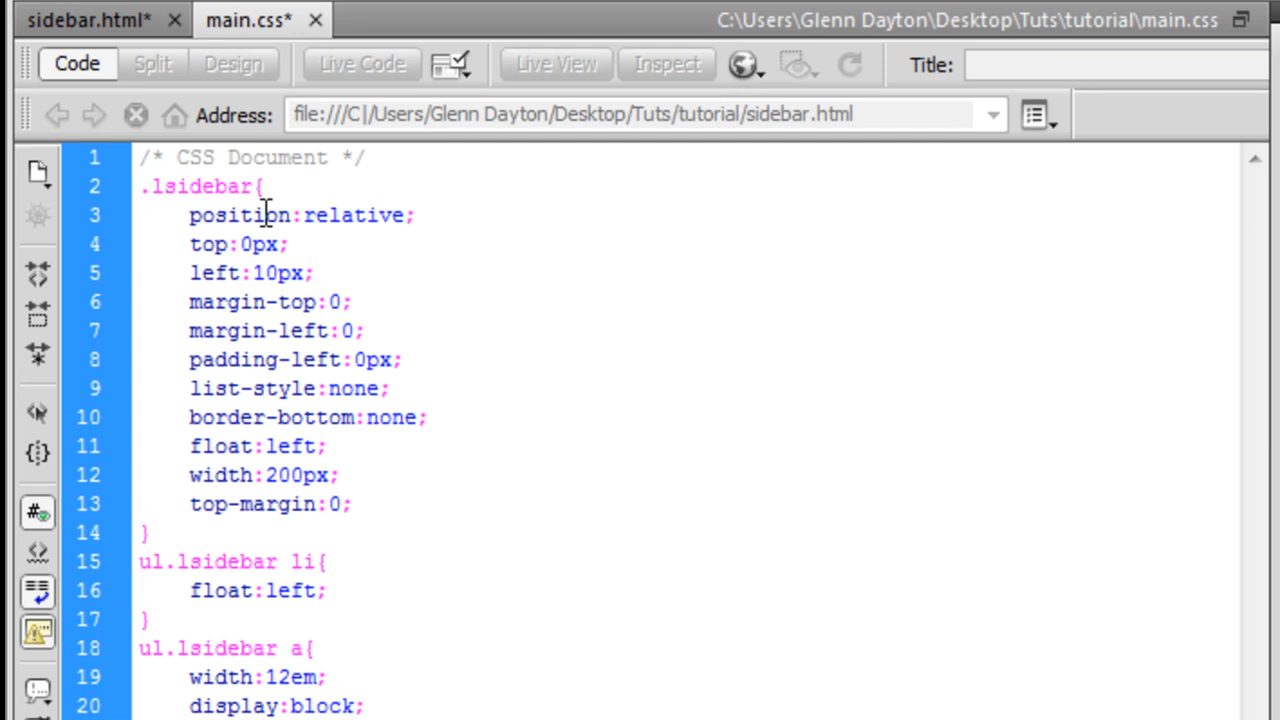 sidebar.html* main.css* C:\Users\Glenn Dayton\Desktop\Tuts\tutorial\main.css
Code Split Design Live Code Live View Inspect Title:
Address: file:///C|/Users/Glenn Dayton/Desktop/Tuts/tutorial/sidebar.html
1 /* CSS Document */
2 .lsidebar{
3 position:relative;
4 top:0px;
5 left:10px;
6 margin-top:0;
7 margin-left:0;
8 padding-left:0px;
9 list-style:none;
10 border-bottom:none;
11 float:left;
12 width:200px;
13 top-margin:0;
14 }
15 ul.lsidebar li{
16 float:left;
17 }
18 ul.lsidebar a{
19 width:12em;
20 display:block;